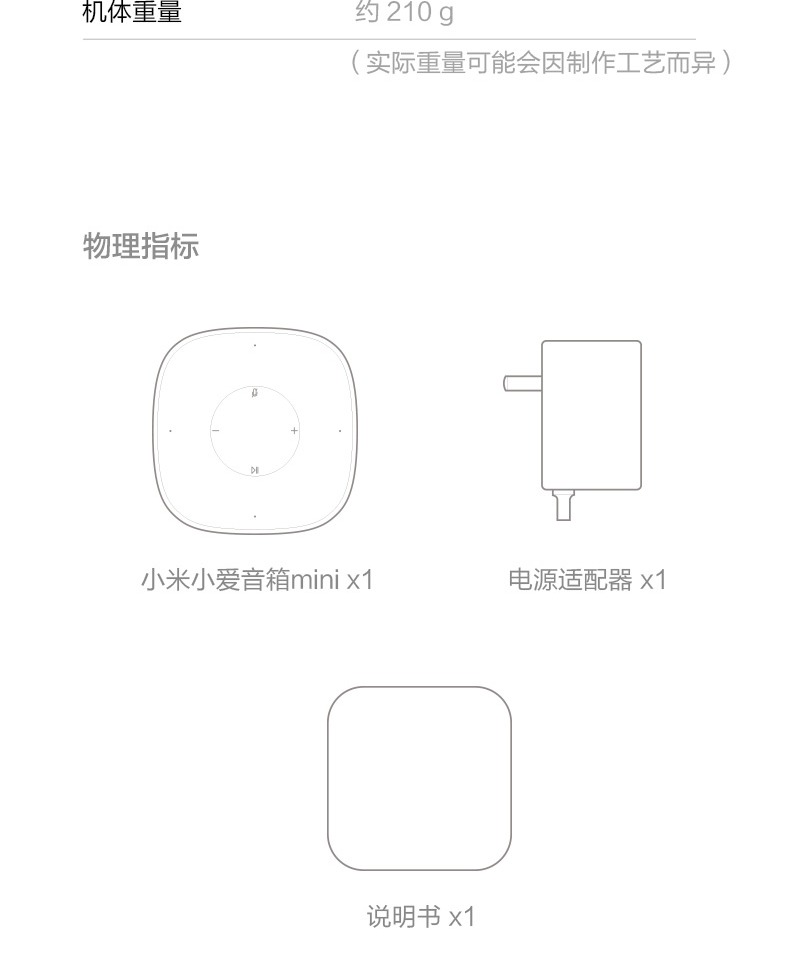 机体重量 约 210 g
（实际重量可能会因制作工艺而异）
物理指标
小米小爱音箱mini x1 电源适配器 x1
说明书 x1